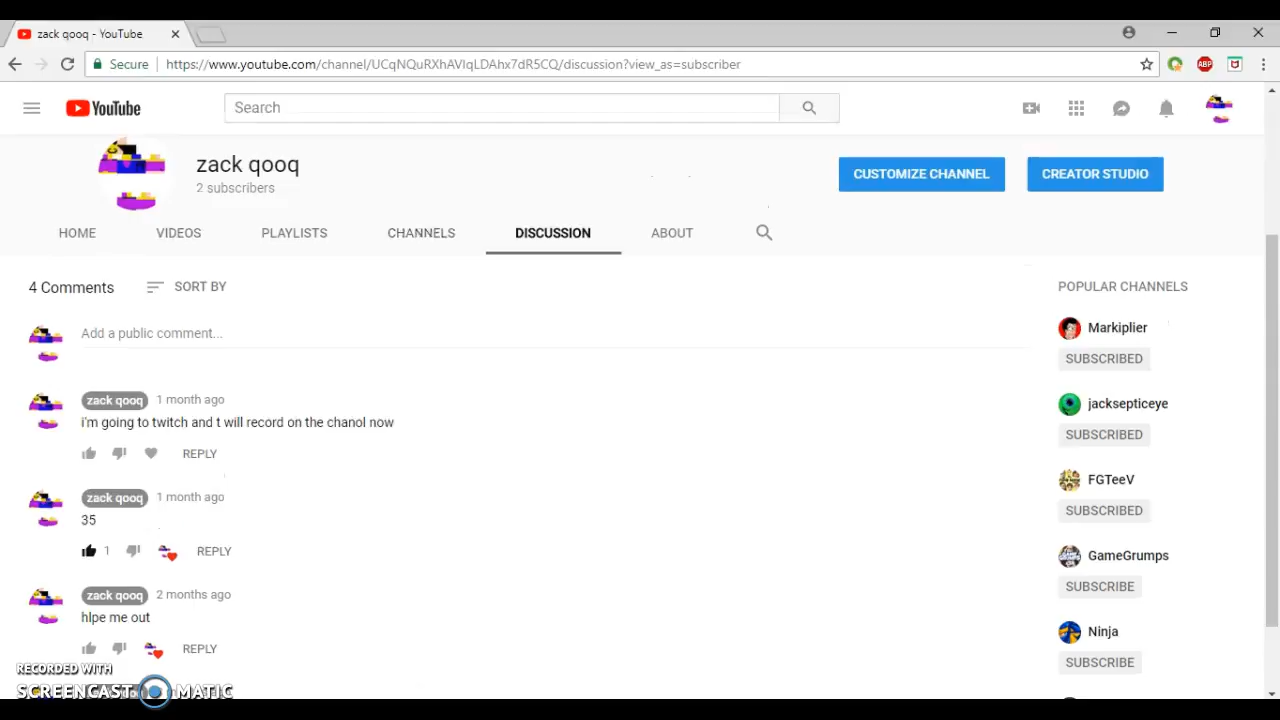 zack qooq - YouTube
Secure | https://www.youtube.com/channel/UCqNQuRXhAVIqLDAhx7dR5CQ/discussion?view_as=subscriber
ABP
YouTube
Search
zack qooq
2 subscribers
CUSTOMIZE CHANNEL
CREATOR STUDIO
HOME
VIDEOS
PLAYLISTS
CHANNELS
DISCUSSION
ABOUT
4 Comments
SORT BY
Add a public comment...
zack qooq 1 month ago
i'm going to twitch and t will record on the chanol now
REPLY
zack qooq 1 month ago
35
1
REPLY
zack qooq 2 months ago
hlpe me out
REPLY
POPULAR CHANNELS
Markiplier
SUBSCRIBED
jacksepticeye
SUBSCRIBED
FGTeeV
SUBSCRIBED
GameGrumps
SUBSCRIBE
Ninja
SUBSCRIBE
RECORDED WITH
SCREENCAST MATIC